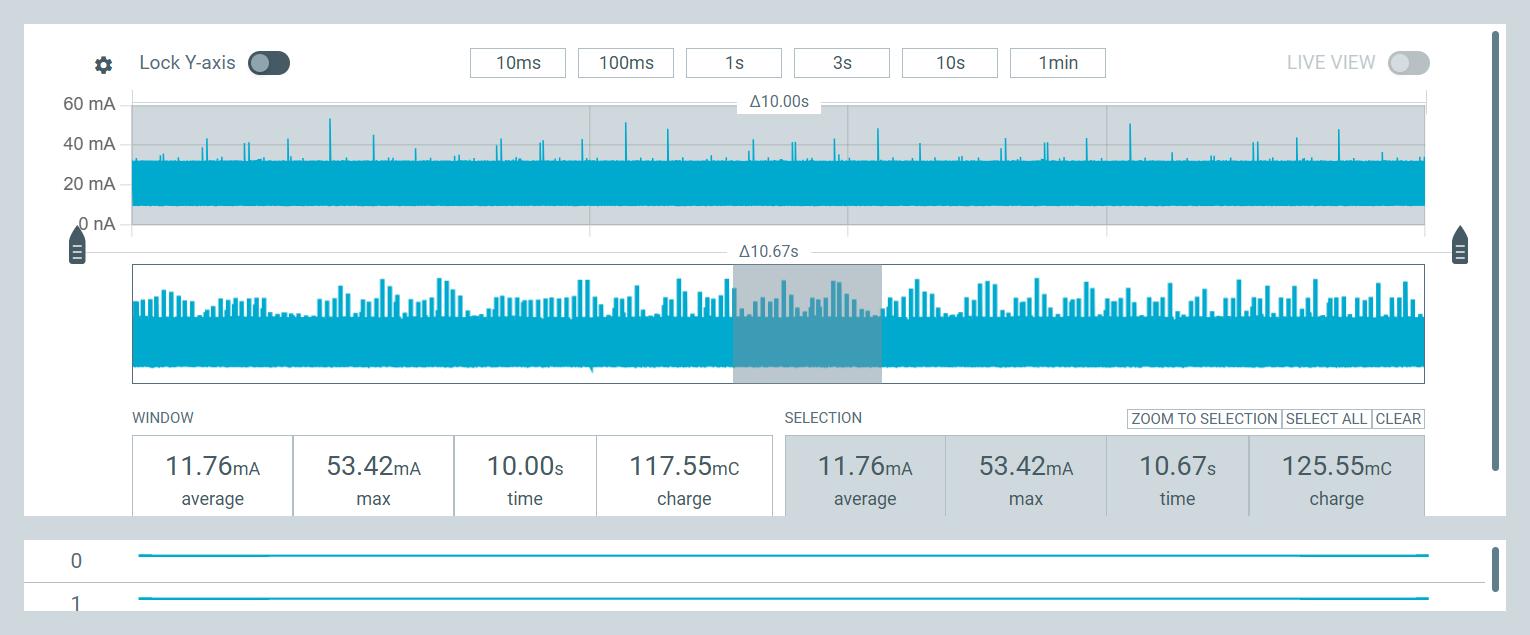 Lock Y-axis 10ms 100ms 1s 3s 10s 1min LIVE VIEW
Δ10.00s
60 mA
40 mA
20 mA
0 nA
Δ10.67s
WINDOW SELECTION ZOOM TO SELECTION SELECT ALL CLEAR
11.76mA 53.42mA 10.00s 117.55mC 11.76mA 53.42mA 10.67s 125.55mC
average max time charge average max time charge
0
1